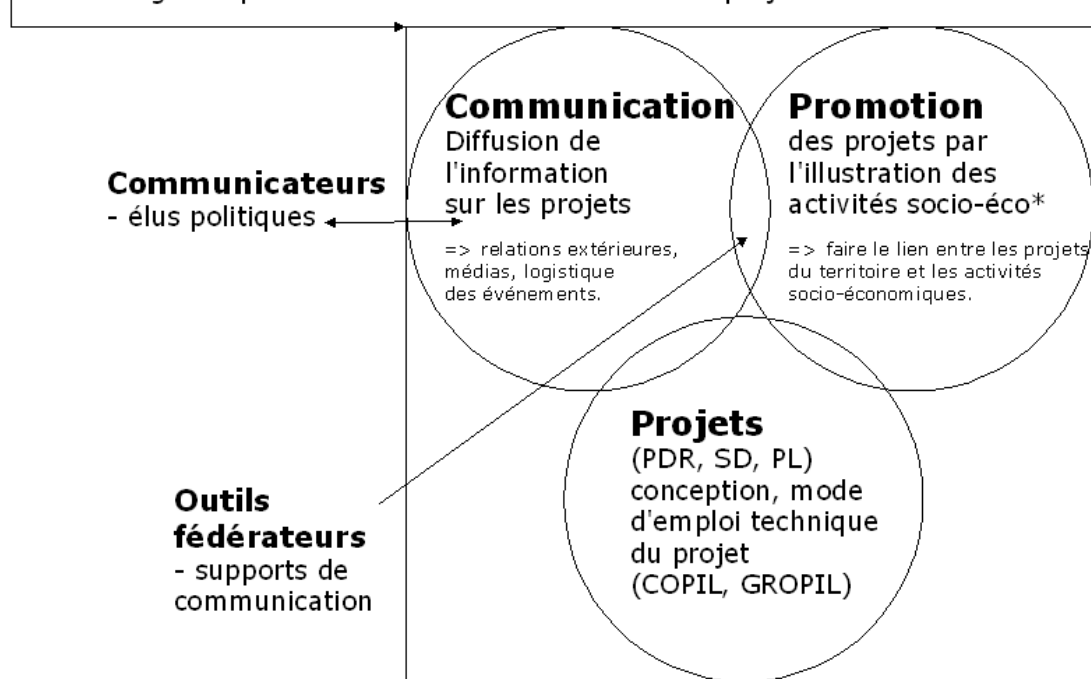 Communication
Diffusion de
l'information
sur les projets
=> relations extérieures,
médias, logistique
des événements.
Promotion
des projets par
l'illustration des
activités socio-éco*
=> faire le lien entre les projets
du territoire et les activités
socio-économiques.
Communicateurs
- élus politiques
Projets
(PDR, SD, PL)
conception, mode
d'emploi technique
du projet
(COPIL, GROPIL)
Outils
fédérateurs
- supports de
communication